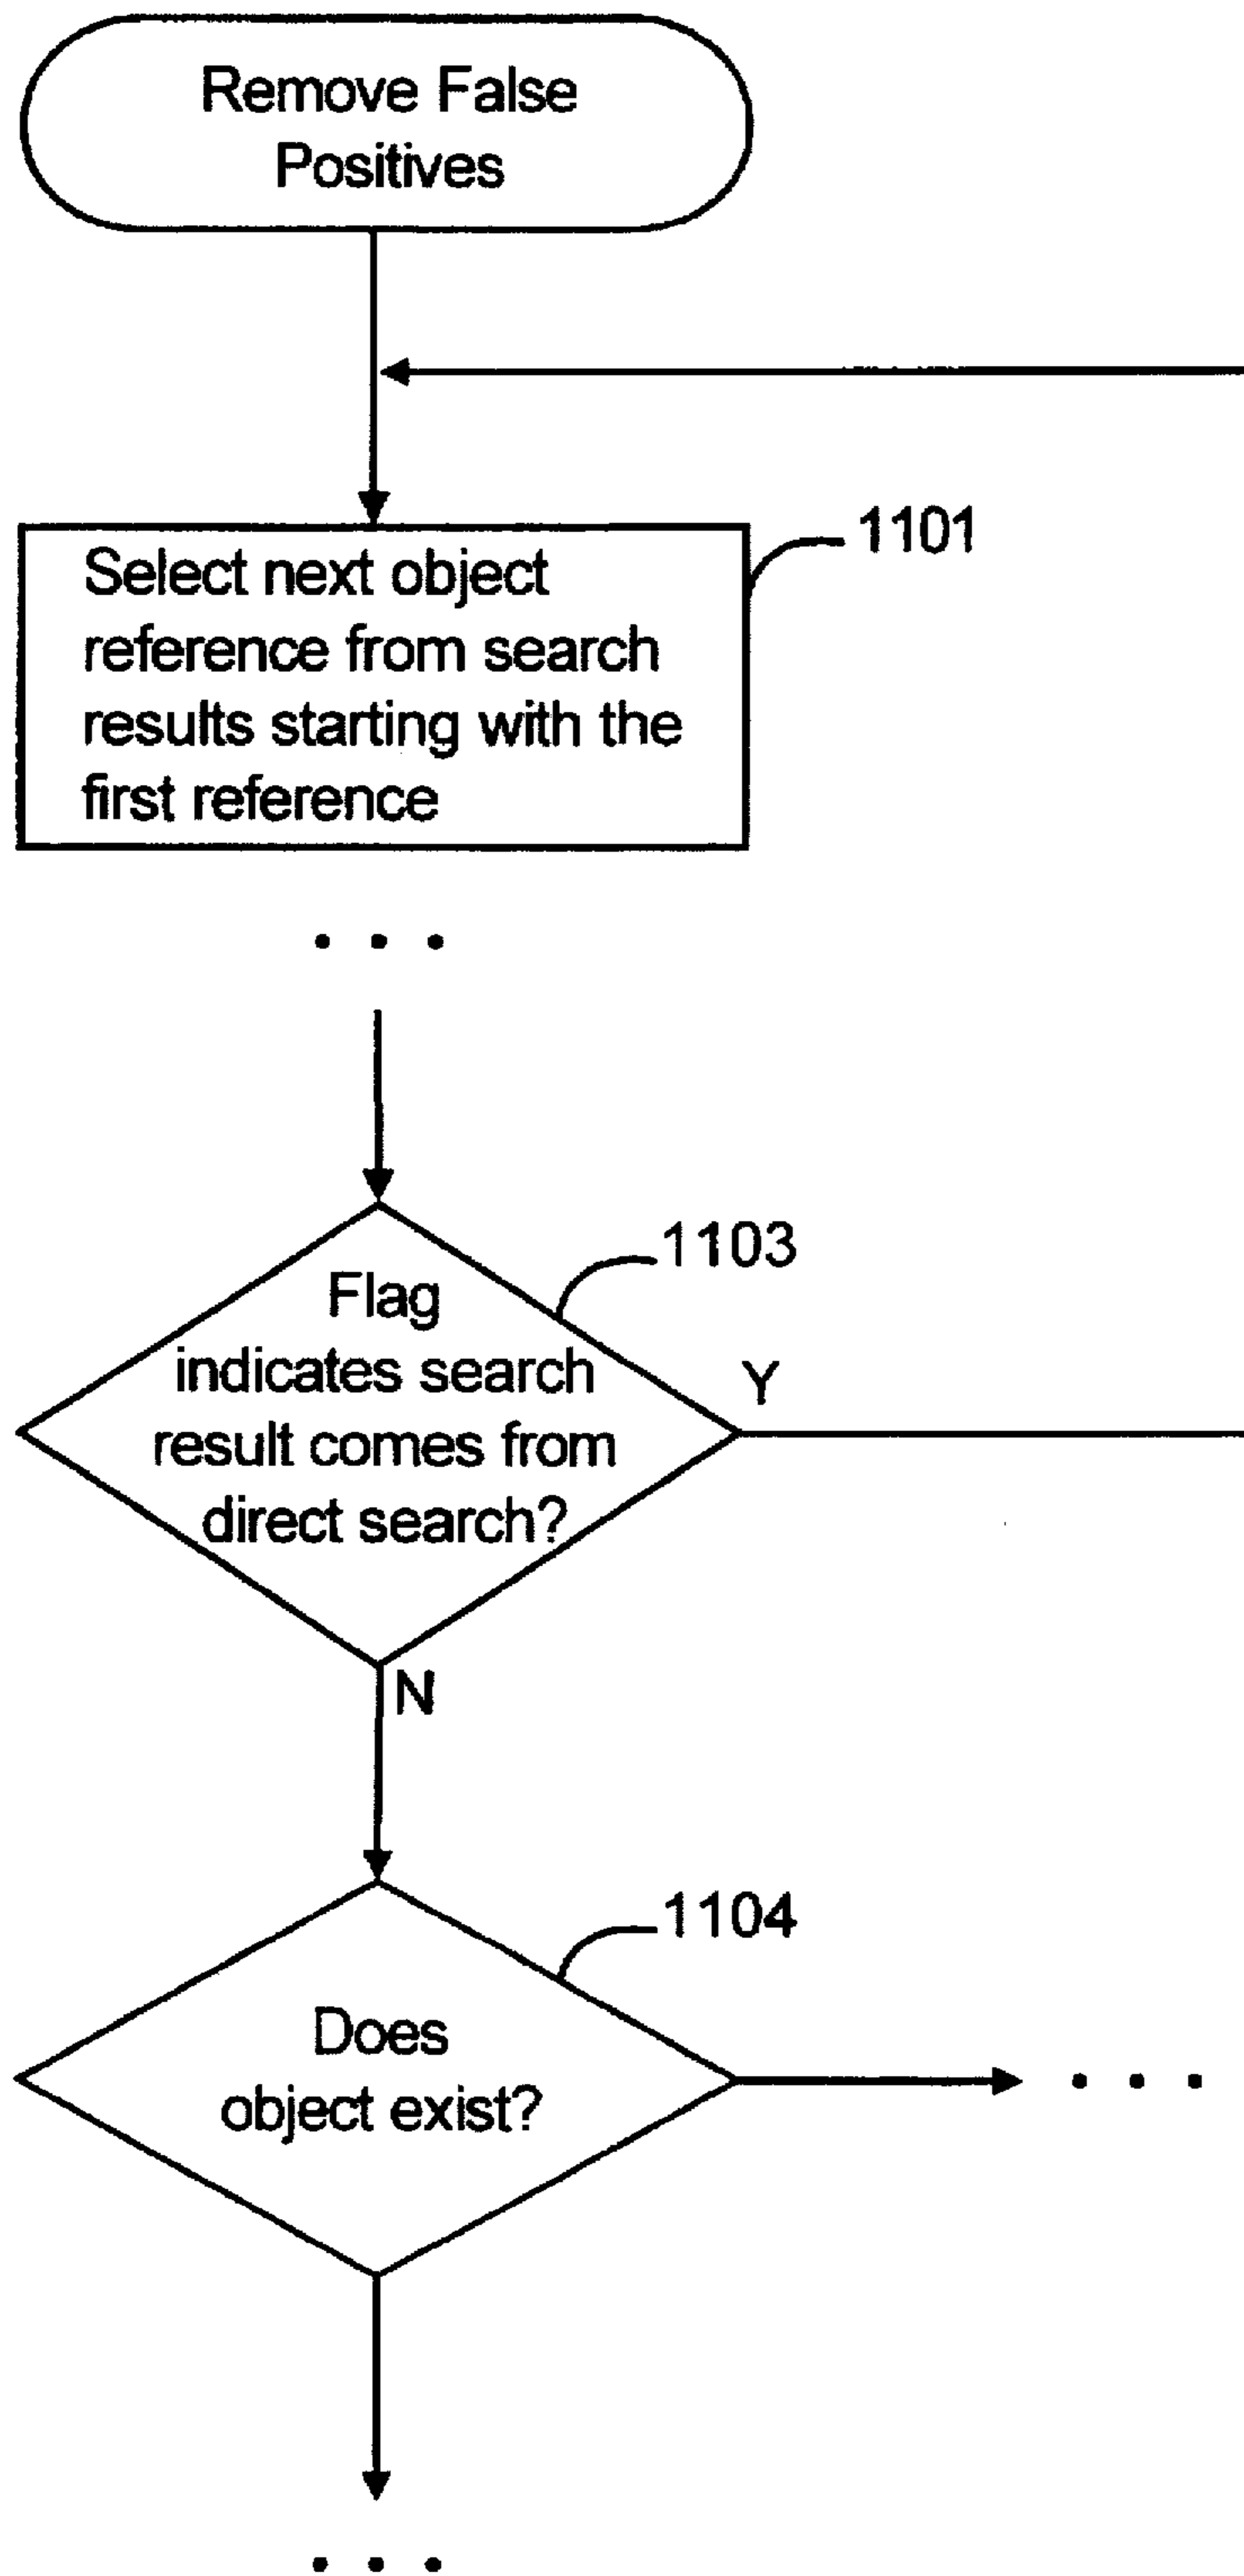 Remove False
Positives
1101
Select next object
reference from search
results starting with the
first reference
. . .
1103
Flag
indicates search
result comes from
direct search?
Y
N
1104
Does
object exist?
. . .
. . .